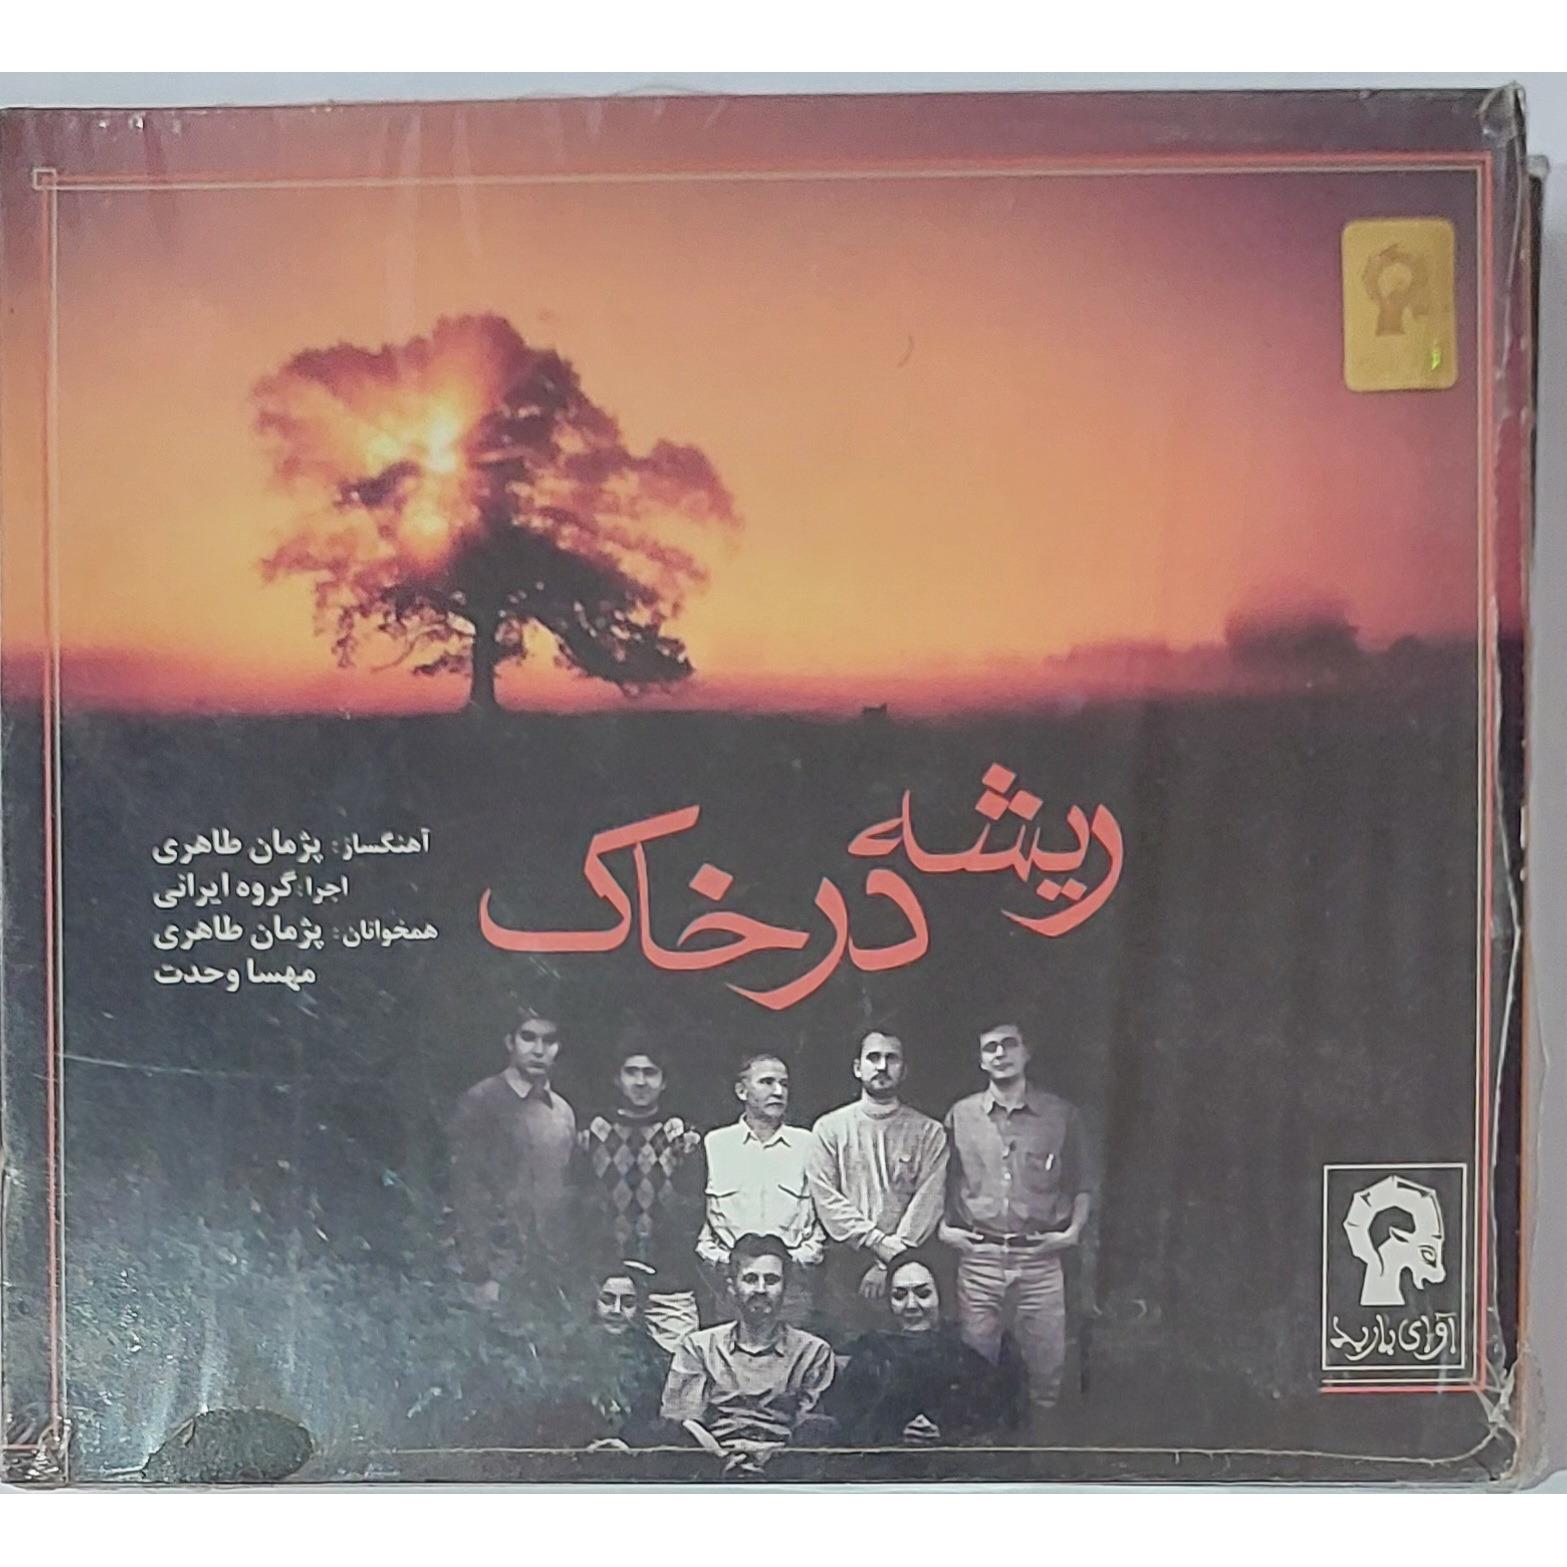 ریشه در خاک
آهنگساز: پژمان طاهری
اجرا: گروه ایرانی
همخوانان: پژمان طاهری
مهسا وحدت
آوای باربد